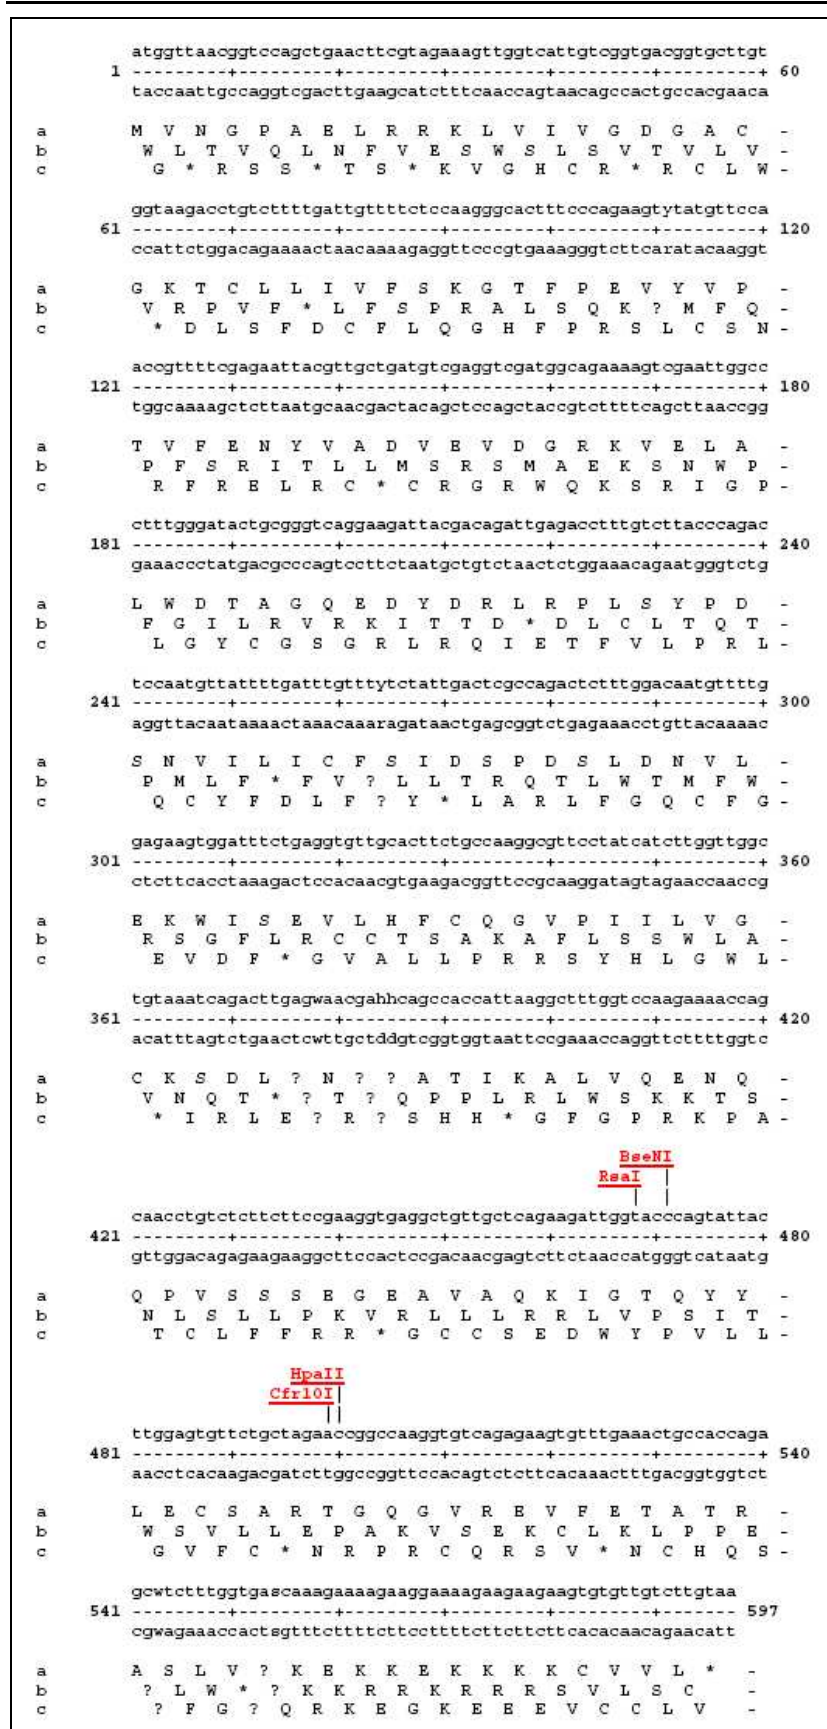 atggttaacggtccagctgaacttcgtagaaagttggtcattgtcggtgacggtgcttgt
1 ---------+---------+---------+---------+---------+---------+ 60
taccaattgccaggtcgacttgaagcatctttcaaccagtaacagccactgccacgaaca
a M V N G P A E L R R K L V I V G D G A C -
b W L T V Q L N F V E S W S L S V T V L V -
c G * R S S * T S * K V G H C R * R C L W -
ggtaagacctgtcttttgattgttttctccaagggcactttcccagaagtytatgttcca
61 ---------+---------+---------+---------+---------+---------+ 120
ccattctggacagaaaactaacaaaagaggttcccgtgaaagggtcttcaratacaaggt
a G K T C L L I V F S K G T F P E V Y V P -
b V R P V F * L F S P R A L S Q K ? M F Q -
c * D L S F D C F L Q G H F P R S L C S N -
accgttttcgagaattacgttgctgatgtcgaggtcgatggcagaaaagtcgaattggcc
121 ---------+---------+---------+---------+---------+---------+ 180
tggcaaaagctcttaatgcaacgactacagctccagctaccgtcttttcagcttaaccgg
a T V F E N Y V A D V E V D G R K V E L A -
b P F S R I T L L M S R S M A E K S N W P -
c R F R E L R C * C R G R W Q K S R I G P -
ctttgggatactgcgggtcaggaagattacgacagattgagacctttgtcttacccagac
181 ---------+---------+---------+---------+---------+---------+ 240
gaaaccctatgacgcccagtccttctaatgctgtctaactctggaaacagaatgggtctg
a L W D T A G Q E D Y D R L R P L S Y P D -
b F G I L R V R K I T T D * D L C L T Q T -
c L G Y C G S G R L R Q I E T F V L P R L -
tccaatgttattttgatttgtttytctattgactcgccagactctttggacaatgttttg
241 ---------+---------+---------+---------+---------+---------+ 300
aggttacaataaaactaaacaaaragataactgagcggtctgagaaacctgttacaaaac
a S N V I L I C F S I D S P D S L D N V L -
b P M L F * F V ? L L T R Q T L W T M F W -
c Q C Y F D L F ? Y * L A R L F G Q C F G -
gagaagtggatttctgaggtgttgcacttctgccaaggcgttcctatcatcttggttggc
301 ---------+---------+---------+---------+---------+---------+ 360
ctcttcacctaaagactccacaacgtgaagacggttccgcaaggatagtagaaccaaccg
a E K W I S E V L H F C Q G V P I I L V G -
b R S G F L R C C T S A K A F L S S W L A -
c E V D F * G V A L L P R R S Y H L G W L -
tgtaaatcagacttgagwaacgahhcagccaccattaaggctttggtccaagaaaaccag
361 ---------+---------+---------+---------+---------+---------+ 420
acatttagtctgaactcwttgctddgtcggtggtaattccgaaaccaggttcttttggtc
a C K S D L ? N ? ? A T I K A L V Q E N Q -
b V N Q T * ? T ? Q P P L R L W S K K T S -
c * I R L E ? R ? S H H * G F G P R K P A -
BseNI
RsaI
caacctgtctcttcttccgaaggtgaggctgttgctcagaagattggtacccagtattac
421 ---------+---------+---------+---------+---------+---------+ 480
gttggacagagaagaaggcttccactccgacaacgagtcttctaaccatgggtcataatg
a Q P V S S S E G E A V A Q K I G T Q Y Y -
b N L S L L P K V R L L L R R L V P S I T -
c T C L F F R R * G C C S E D W Y P V L L -
HpaII
Cfr10I
ttggagtgttctgctagaaccggccaaggtgtcagagaagtgtttgaaactgccaccaga
481 ---------+---------+---------+---------+---------+---------+ 540
aacctcacaagacgatcttggccggttccacagtctcttcacaaactttgacggtggtct
a L E C S A R T G Q G V R E V F E T A T R -
b W S V L L E P A K V S E K C L K L P P E -
c G V F C * N R P R C Q R S V * N C H Q S -
gcwtctttggtgascaaagaaaagaaggaaaagaagaagaagtgtgttgtcttgtaa
541 ---------+---------+---------+---------+---------+------- 597
cgwagaaaccactsgtttcttttcttccttttcttcttcttcacacaacagaacatt
a A S L V ? K E K K E K K K K C V V L * -
b ? L W * ? K K R R K R R R S V L S C -
c ? F G ? Q R K E G K E E E V C C L V -